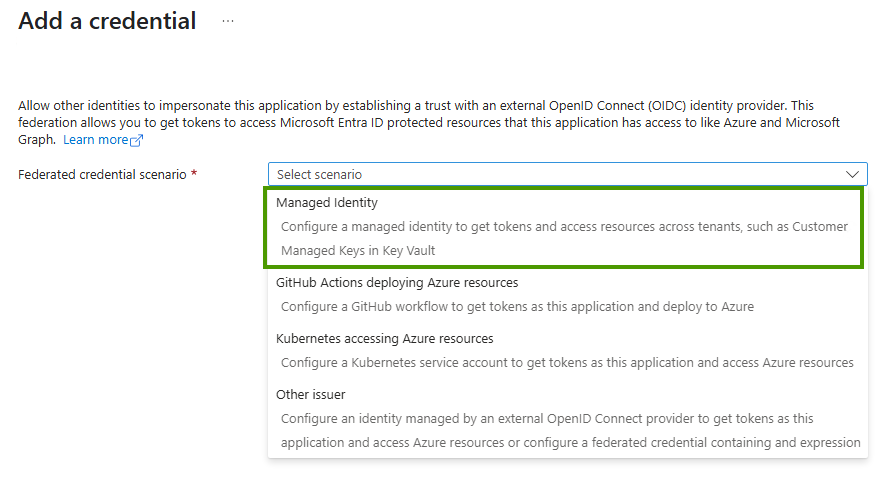 Add a credential ...
Allow other identities to impersonate this application by establishing a trust with an external OpenID Connect (OIDC) identity provider. This
federation allows you to get tokens to access Microsoft Entra ID protected resources that this application has access to like Azure and Microsoft
Graph. Learn more
Federated credential scenario *
Select scenario
Managed Identity
Configure a managed identity to get tokens and access resources across tenants, such as Customer
Managed Keys in Key Vault
GitHub Actions deploying Azure resources
Configure a GitHub workflow to get tokens as this application and deploy to Azure
Kubernetes accessing Azure resources
Configure a Kubernetes service account to get tokens as this application and access Azure resources
Other issuer
Configure an identity managed by an external OpenID Connect provider to get tokens as this
application and access Azure resources or configure a federated credential containing and expression